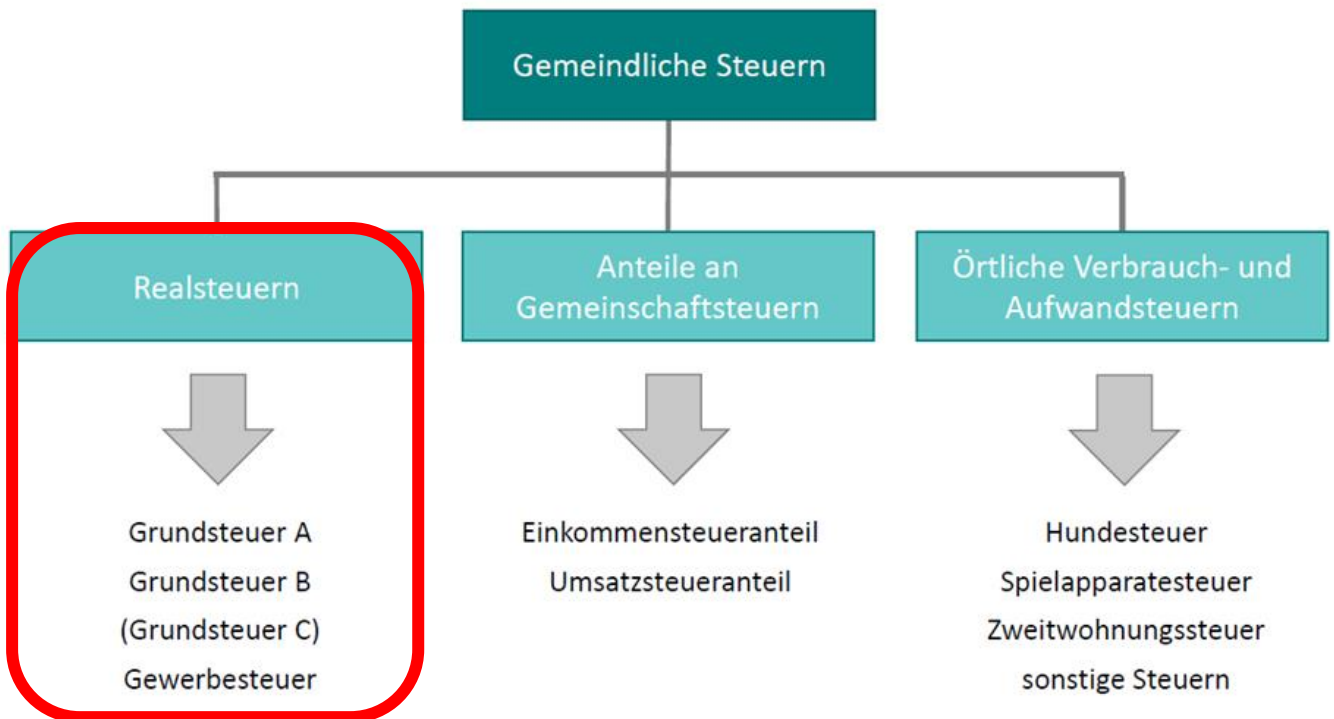 Gemeindliche Steuern
Realsteuern
Anteile an
Gemeinschaftsteuern
Örtliche Verbrauch- und
Aufwandsteuern
Grundsteuer A
Grundsteuer B
(Grundsteuer C)
Gewerbesteuer
Einkommensteueranteil
Umsatzsteueranteil
Hundesteuer
Spielapparatesteuer
Zweitwohnungssteuer
sonstige Steuern